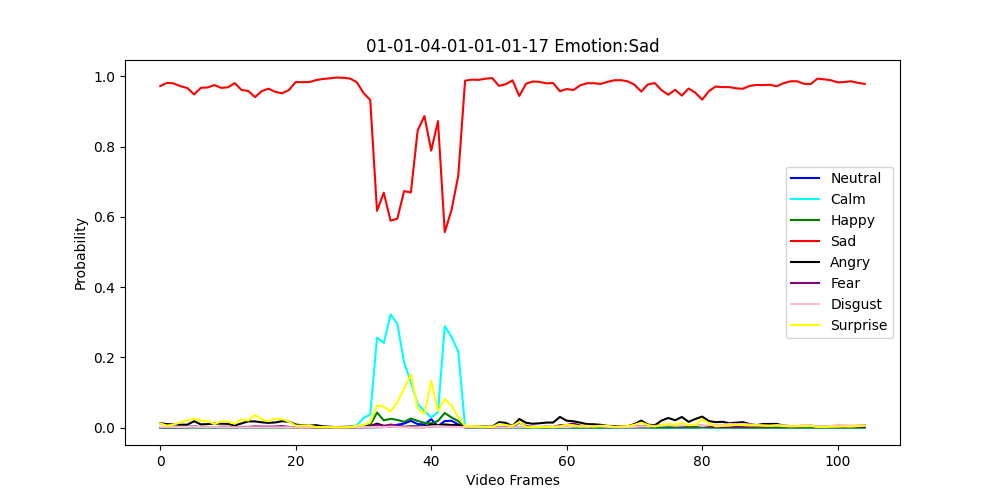 01-01-04-01-01-01-17 Emotion:Sad
1.0
0.8
0.6
0.4
0.2
0.0
Probability
0 20 40 60 80 100
Video Frames
Neutral
Calm
Happy
Sad
Angry
Fear
Disgust
Surprise